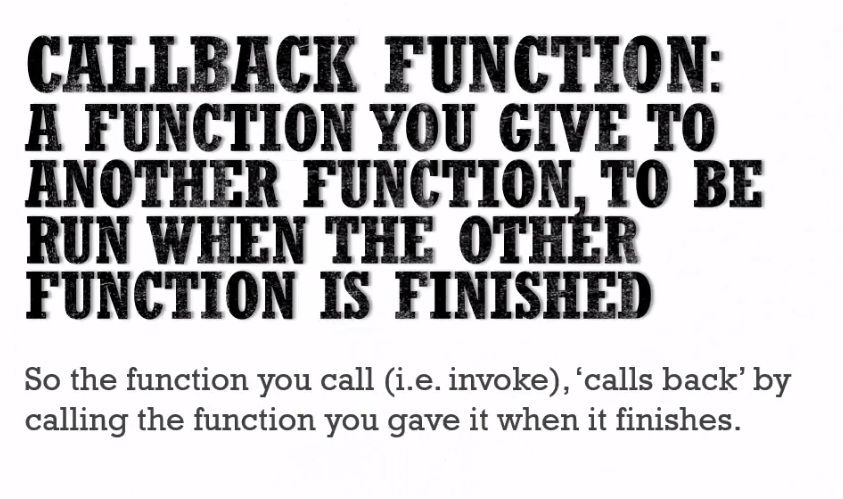 CALLBACK FUNCTION:
A FUNCTION YOU GIVE TO
ANOTHER FUNCTION, TO BE
RUN WHEN THE OTHER
FUNCTION IS FINISHED
So the function you call (i.e. invoke), ‘calls back’ by
calling the function you gave it when it finishes.